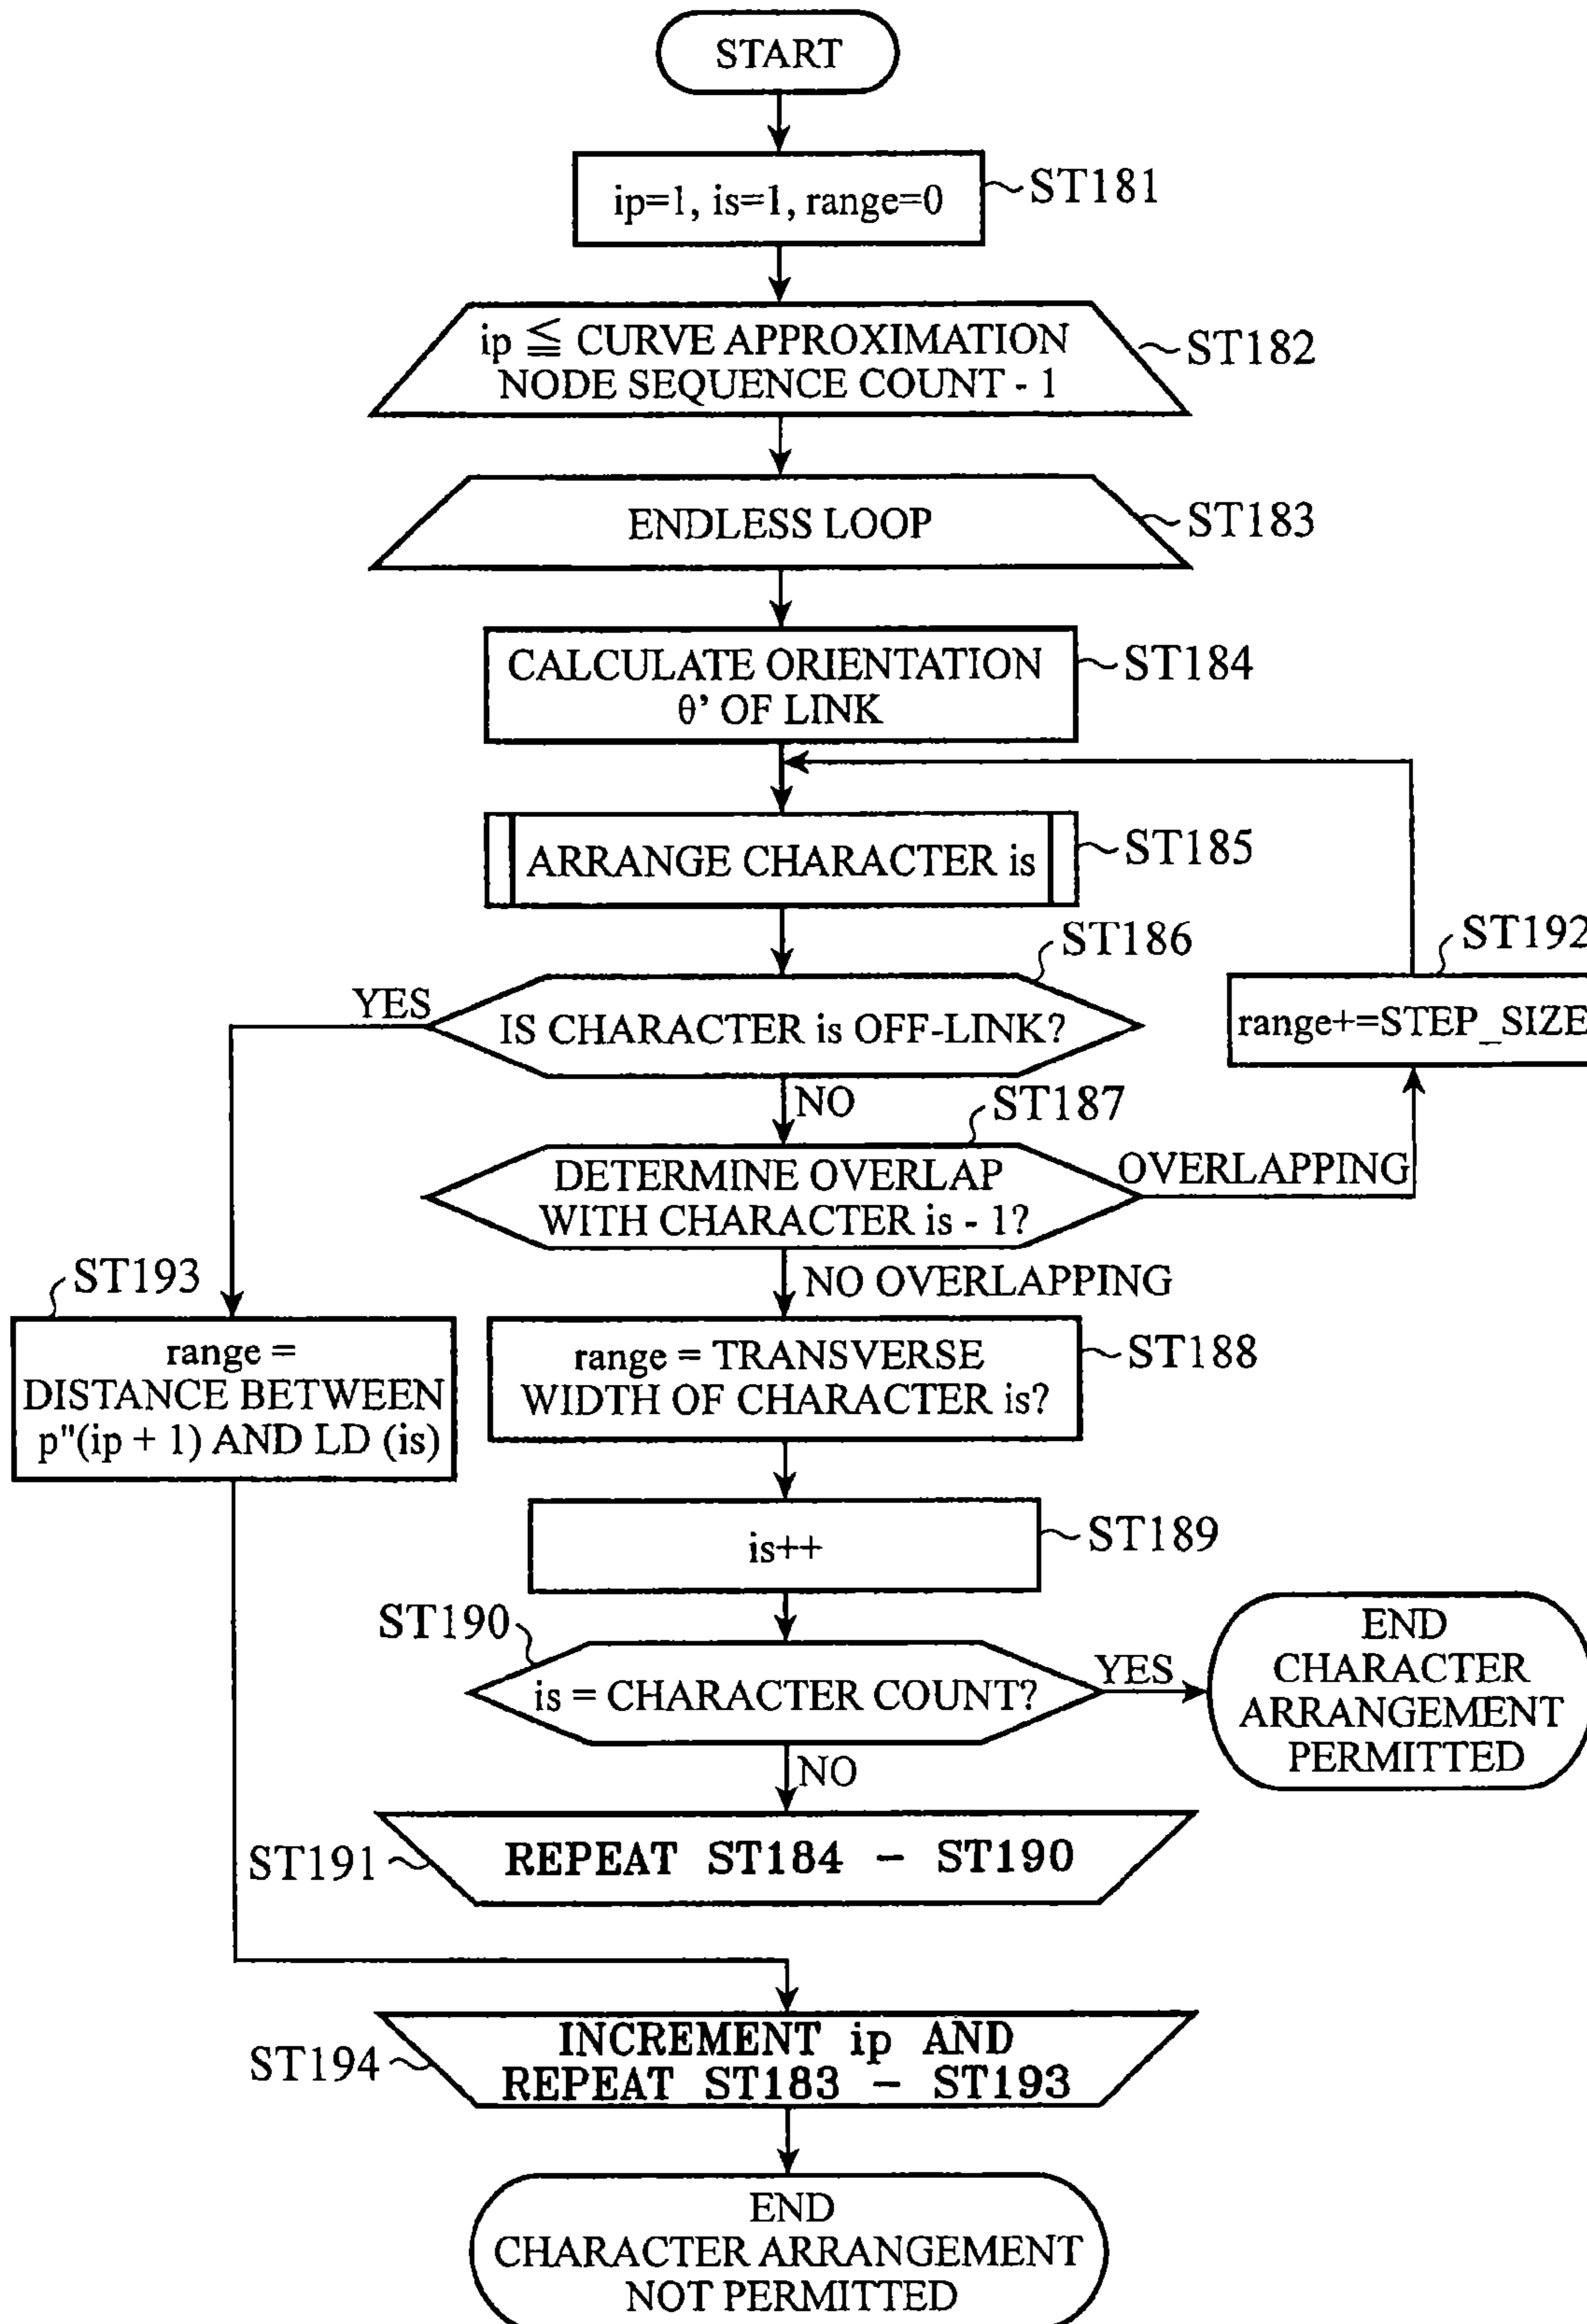 START
ip=1, is=1, range=0
ST181
ip ≦ CURVE APPROXIMATION
NODE SEQUENCE COUNT - 1
ST182
ENDLESS LOOP
ST183
CALCULATE ORIENTATION
θ' OF LINK
ST184
ARRANGE CHARACTER is
ST185
ST186
ST192
YES
IS CHARACTER is OFF-LINK?
range+=STEP_SIZE
NO
ST187
DETERMINE OVERLAP
WITH CHARACTER is - 1?
OVERLAPPING
ST193
NO OVERLAPPING
range =
DISTANCE BETWEEN
p"(ip + 1) AND LD (is)
range = TRANSVERSE
WIDTH OF CHARACTER is?
ST188
is++
ST189
ST190
is = CHARACTER COUNT?
YES
END
CHARACTER
ARRANGEMENT
PERMITTED
NO
ST191
REPEAT ST184 - ST190
ST194
INCREMENT ip AND
REPEAT ST183 - ST193
END
CHARACTER ARRANGEMENT
NOT PERMITTED